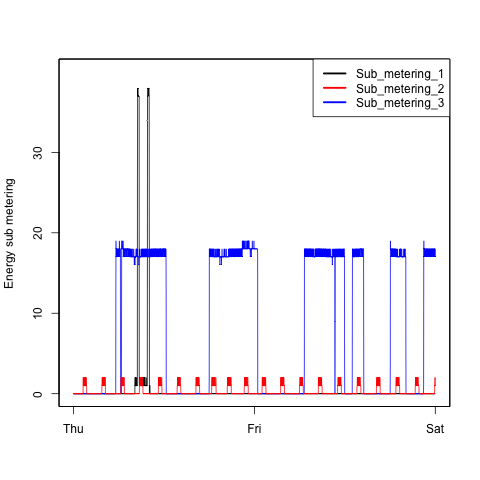 Sub_metering_1
Sub_metering_2
Sub_metering_3
Energy sub metering
30
20
10
0
Thu Fri Sat